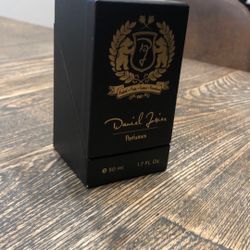 Daniel Josier
Perfumes
℮ 50 ml 1.7 FL Oz